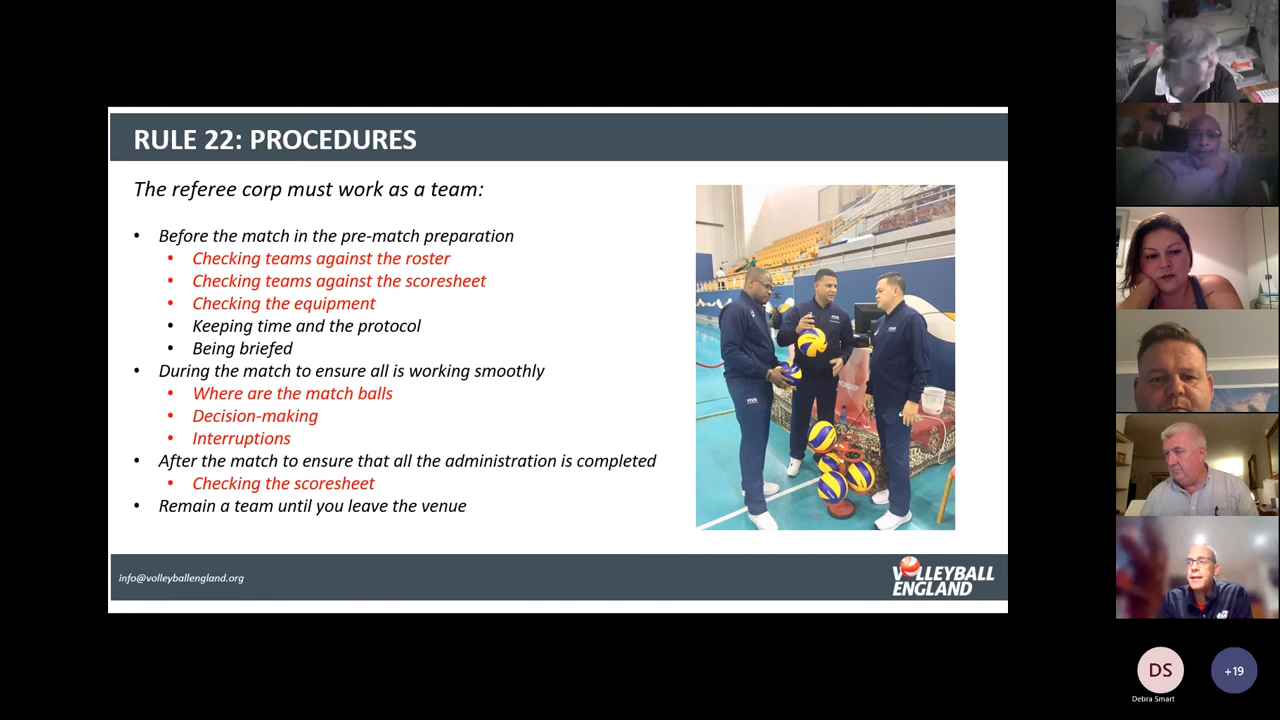 RULE 22: PROCEDURES
The referee corp must work as a team:
• Before the match in the pre-match preparation
• Checking teams against the roster
• Checking teams against the scoresheet
• Checking the equipment
• Keeping time and the protocol
• Being briefed
• During the match to ensure all is working smoothly
• Where are the match balls
• Decision-making
• Interruptions
• After the match to ensure that all the administration is completed
• Checking the scoresheet
• Remain a team until you leave the venue
info@volleyballengland.org
VOLLEYBALL
ENGLAND
DS
+19
Debra Smart